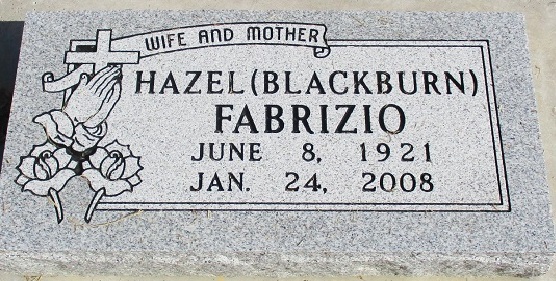 WIFE AND MOTHER
HAZEL (BLACKBURN)
FABRIZIO
JUNE 8, 1921
JAN. 24, 2008